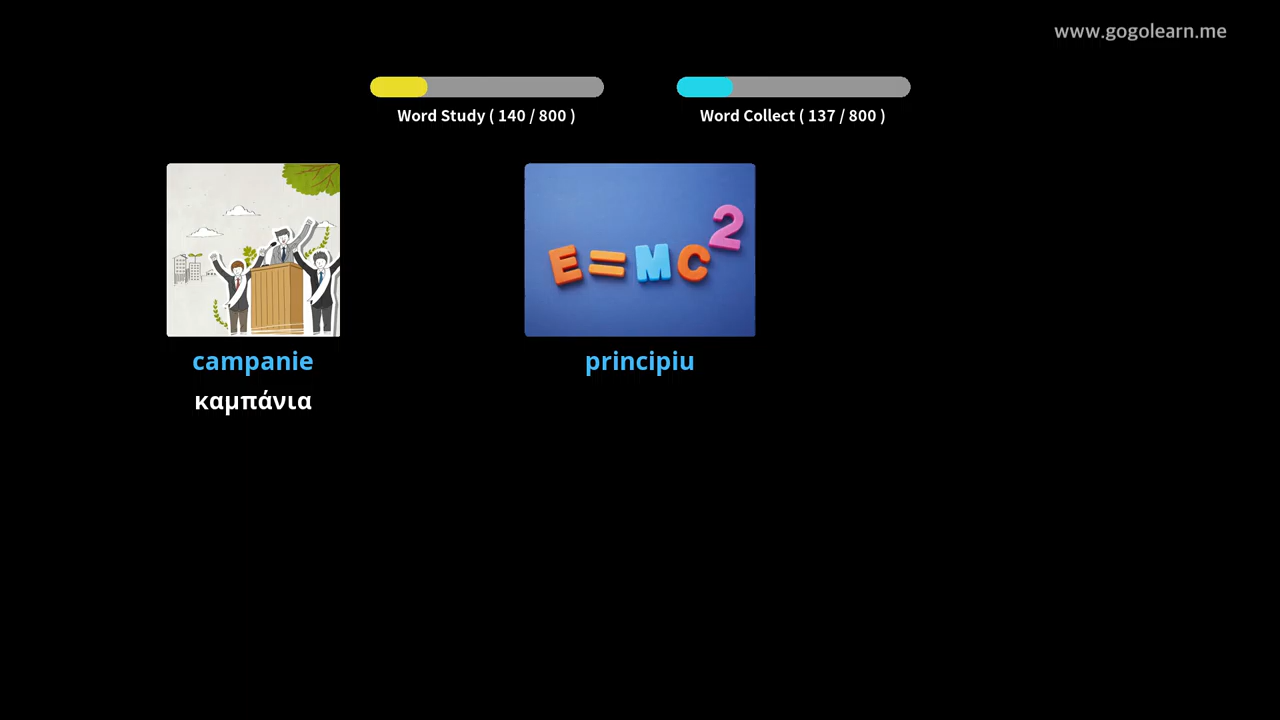 www.gogolearn.me
Word Study ( 140 / 800 )
Word Collect ( 137 / 800 )
E=MC2
campanie
principiu
καμπάνια